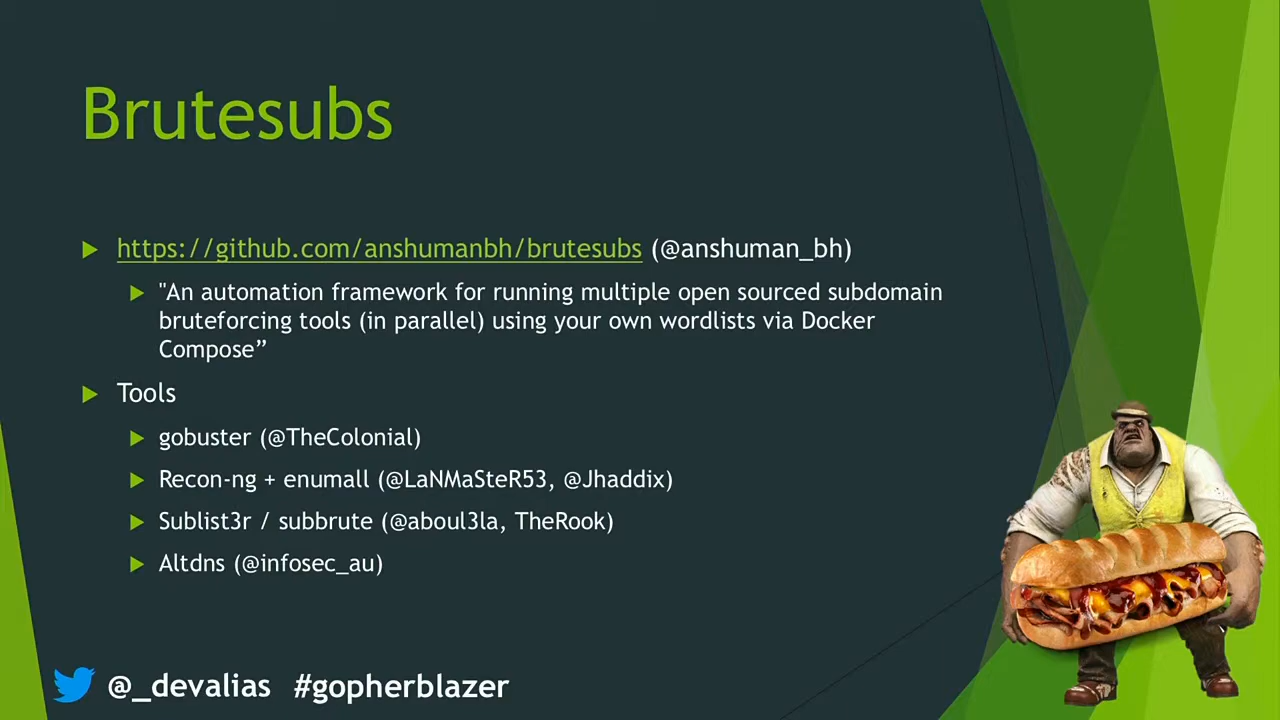 Brutesubs
https://github.com/anshumanbh/brutesubs (@anshuman_bh)
"An automation framework for running multiple open sourced subdomain
bruteforcing tools (in parallel) using your own wordlists via Docker
Compose”
Tools
gobuster (@TheColonial)
Recon-ng + enumall (@LaNMaSteR53, @Jhaddix)
Sublist3r / subbrute (@aboul3la, TheRook)
Altdns (@infosec_au)
@_devalias #gopherblazer